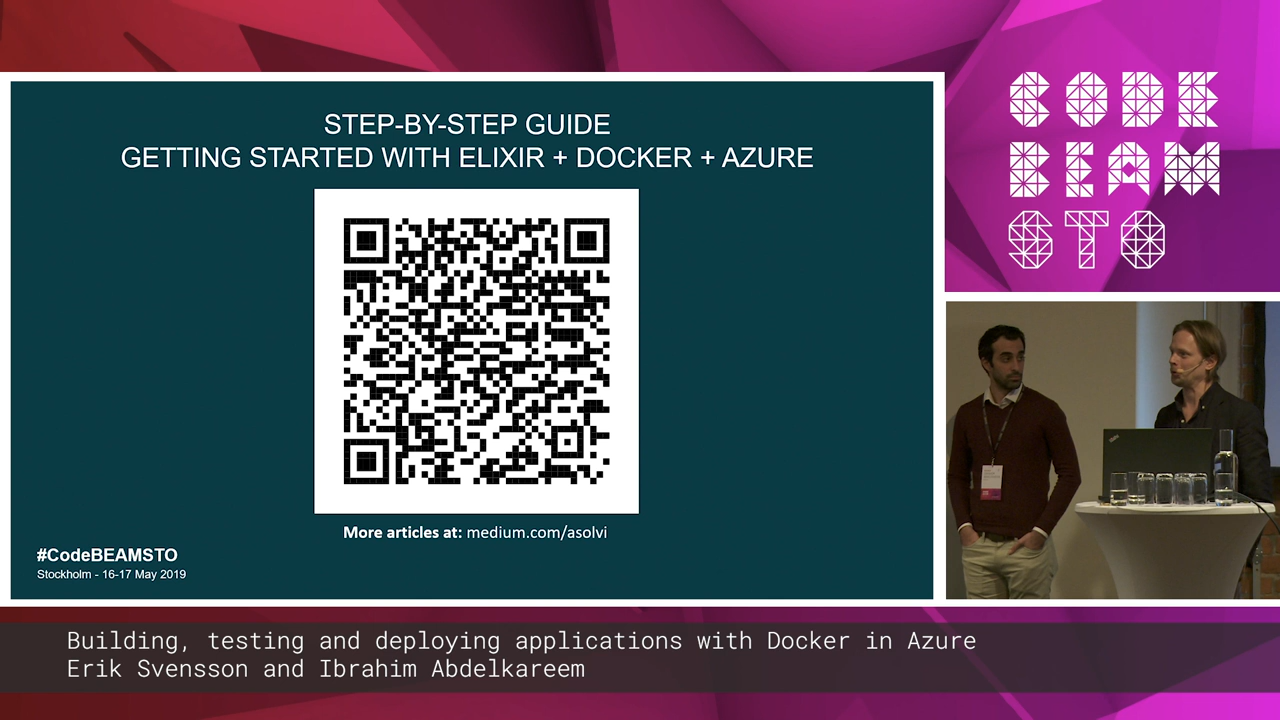 STEP-BY-STEP GUIDE
GETTING STARTED WITH ELIXIR + DOCKER + AZURE
More articles at: medium.com/asolvi
#CodeBEAMSTO
Stockholm - 16-17 May 2019
CODE
BEAM
STO
Building, testing and deploying applications with Docker in Azure
Erik Svensson and Ibrahim Abdelkareem